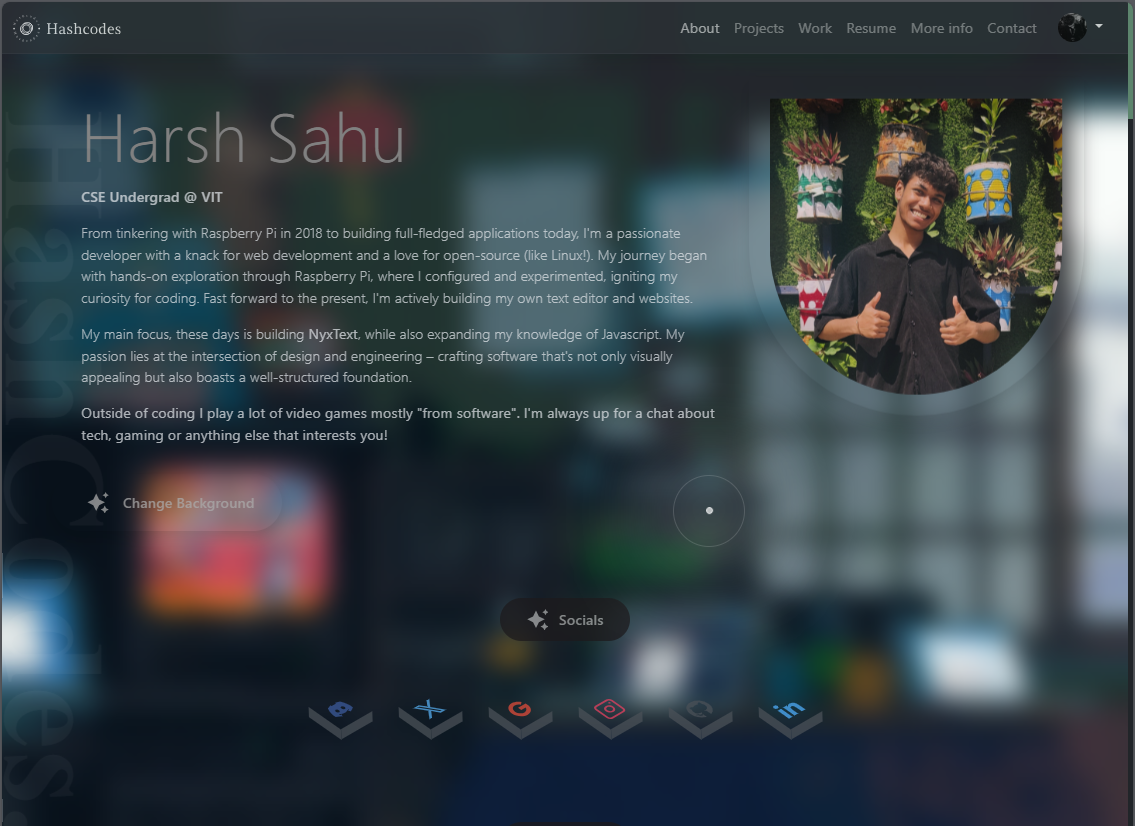 Hashcodes
About Projects Work Resume More info Contact
Harsh Sahu
CSE Undergrad @ VIT
From tinkering with Raspberry Pi in 2018 to building full-fledged applications today, I'm a passionate
developer with a knack for web development and a love for open-source (like Linux!). My journey began
with hands-on exploration through Raspberry Pi, where I configured and experimented, igniting my
curiosity for coding. Fast forward to the present, I'm actively building my own text editor and websites.
My main focus, these days is building NyxText, while also expanding my knowledge of Javascript. My
passion lies at the intersection of design and engineering – crafting software that's not only visually
appealing but also boasts a well-structured foundation.
Outside of coding I play a lot of video games mostly "from software". I'm always up for a chat about
tech, gaming or anything else that interests you!
Change Background
Socials
HashCodes.